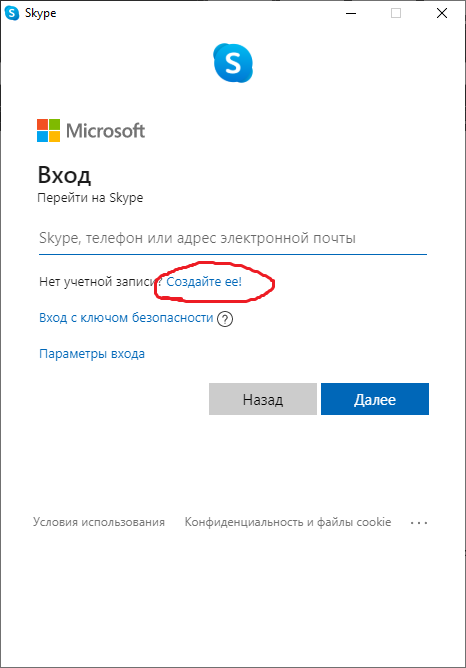 Skype
S
Microsoft
Вход
Перейти на Skype
Skype, телефон или адрес электронной почты
Нет учетной записи? Создайте ее!
Вход с ключом безопасности ?
Параметры входа
Назад Далее
Условия использования Конфиденциальность и файлы cookie ...